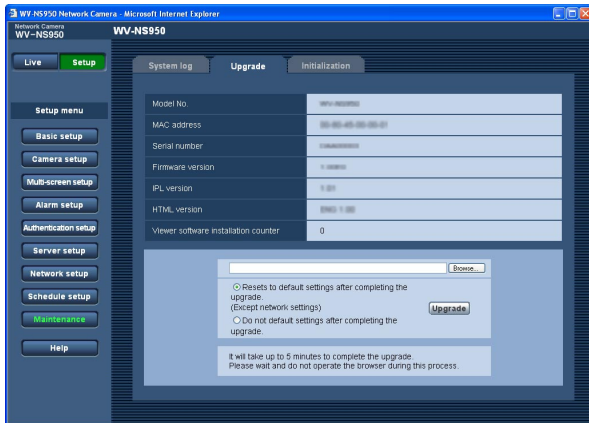 WV-NS950 Network Camera - Microsoft Internet Explorer
Network Camera
WV-NS950
WV-NS950
Live
Setup
System log
Upgrade
Initialization
Setup menu
Basic setup
Camera setup
Multi-screen setup
Alarm setup
Authentication setup
Server setup
Network setup
Schedule setup
Maintenance
Help
Model No.
MAC address
Serial number
Firmware version
IPL version
HTML version
Viewer software installation counter
0
Browse...
Resets to default settings after completing the
upgrade.
(Except network settings)
Do not default settings after completing the
upgrade.
Upgrade
It will take up to 5 minutes to complete the upgrade.
Please wait and do not operate the browser during this process.